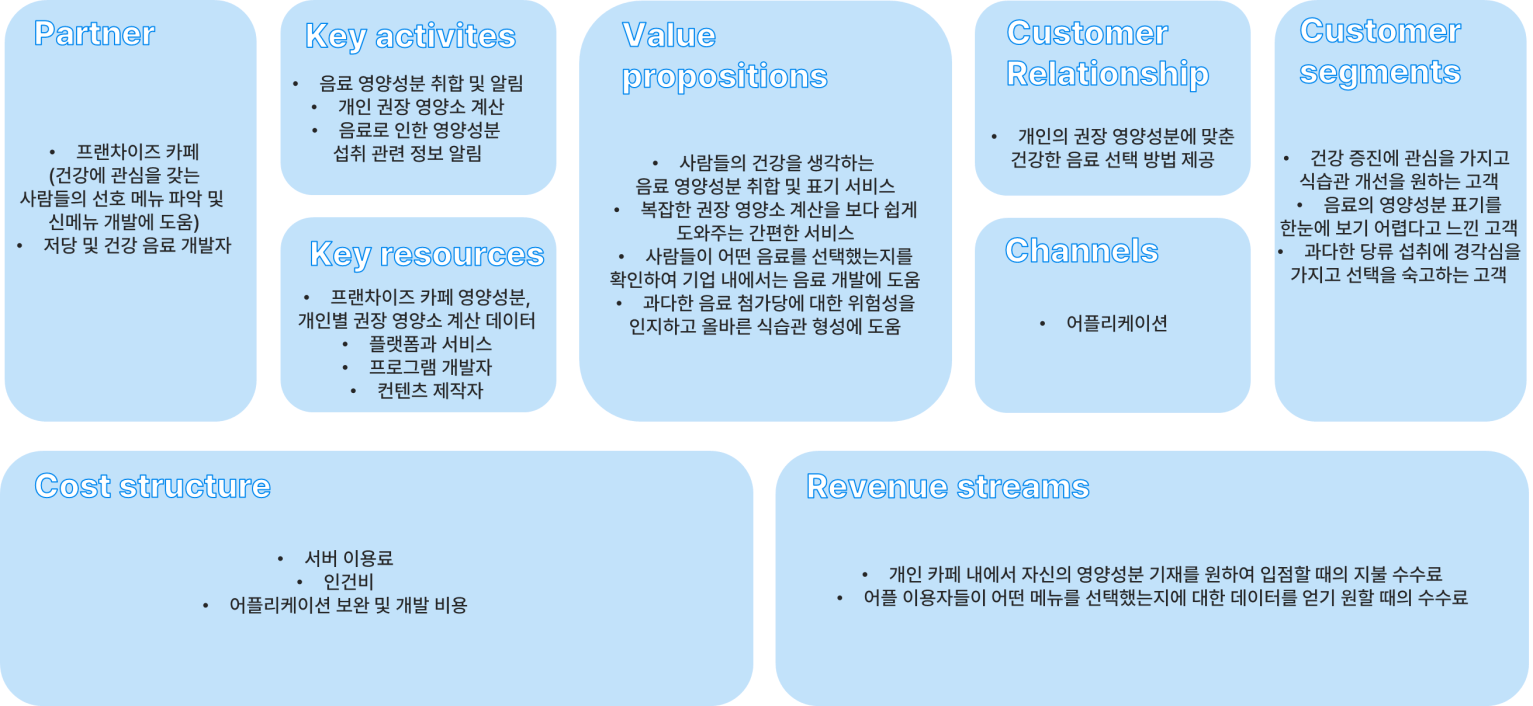 Partner
• 프랜차이즈 카페
(건강에 관심을 갖는
사람들의 선호 메뉴 파악 및
신메뉴 개발에 도움)
• 저당 및 건강 음료 개발자
Key activites
• 음료 영양성분 취합 및 알림
• 개인 권장 영양소 계산
• 음료로 인한 영양성분
섭취 관련 정보 알림
Key resources
• 프랜차이즈 카페 영양성분,
개인별 권장 영양소 계산 데이터
• 플랫폼과 서비스
• 프로그램 개발자
• 컨텐츠 제작자
Value
propositions
• 사람들의 건강을 생각하는
음료 영양성분 취합 및 표기 서비스
• 복잡한 권장 영양소 계산을 보다 쉽게
도와주는 간편한 서비스
• 사람들이 어떤 음료를 선택했는지를
확인하여 기업 내에서는 음료 개발에 도움
• 과다한 음료 첨가당에 대한 위험성을
인지하고 올바른 식습관 형성에 도움
Customer
Relationship
• 개인의 권장 영양성분에 맞춘
건강한 음료 선택 방법 제공
Channels
• 어플리케이션
Customer
segments
• 건강 증진에 관심을 가지고
식습관 개선을 원하는 고객
• 음료의 영양성분 표기를
한눈에 보기 어렵다고 느낀 고객
• 과다한 당류 섭취에 경각심을
가지고 선택을 숙고하는 고객
Cost structure
• 서버 이용료
• 인건비
• 어플리케이션 보완 및 개발 비용
Revenue streams
• 개인 카페 내에서 자신의 영양성분 기재를 원하여 입점할 때의 지불 수수료
• 어플 이용자들이 어떤 메뉴를 선택했는지에 대한 데이터를 얻기 원할 때의 수수료